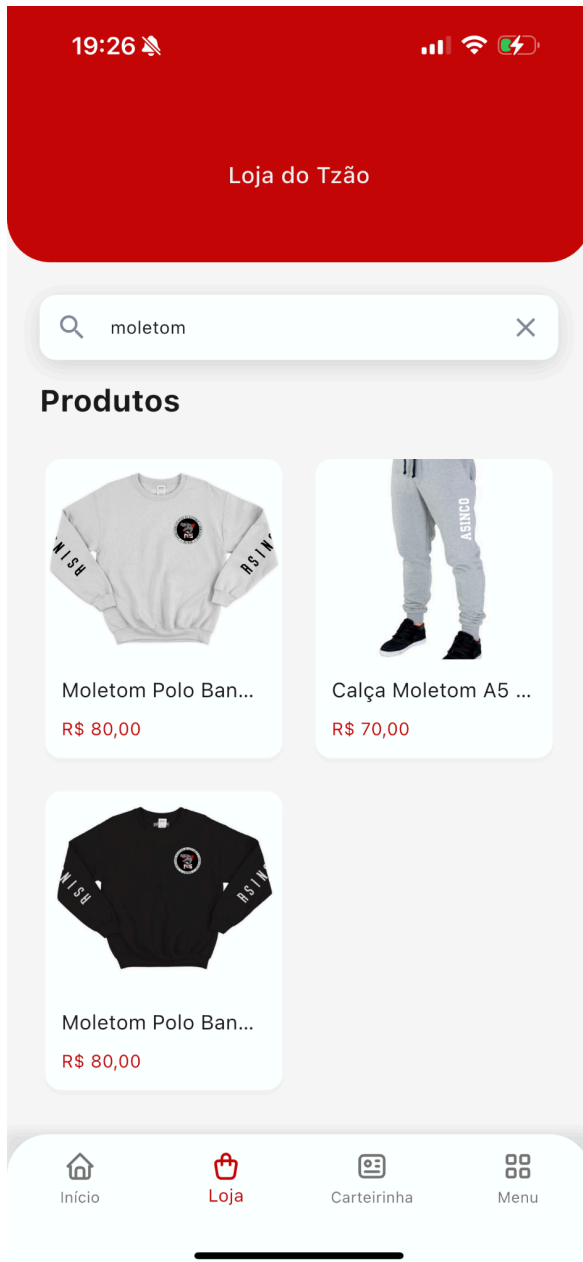 19:26
Loja do Tzão
moletom
Produtos
A5INCO
Moletom Polo Ban...
R$ 80,00
Calça Moletom A5 ...
R$ 70,00
Moletom Polo Ban...
R$ 80,00
Início
Loja
Carteirinha
Menu